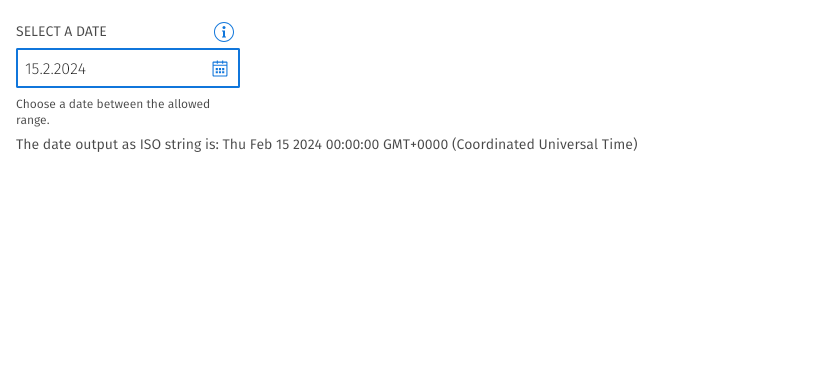 SELECT A DATE
15.2.2024
Choose a date between the allowed
range.
The date output as ISO string is: Thu Feb 15 2024 00:00:00 GMT+0000 (Coordinated Universal Time)